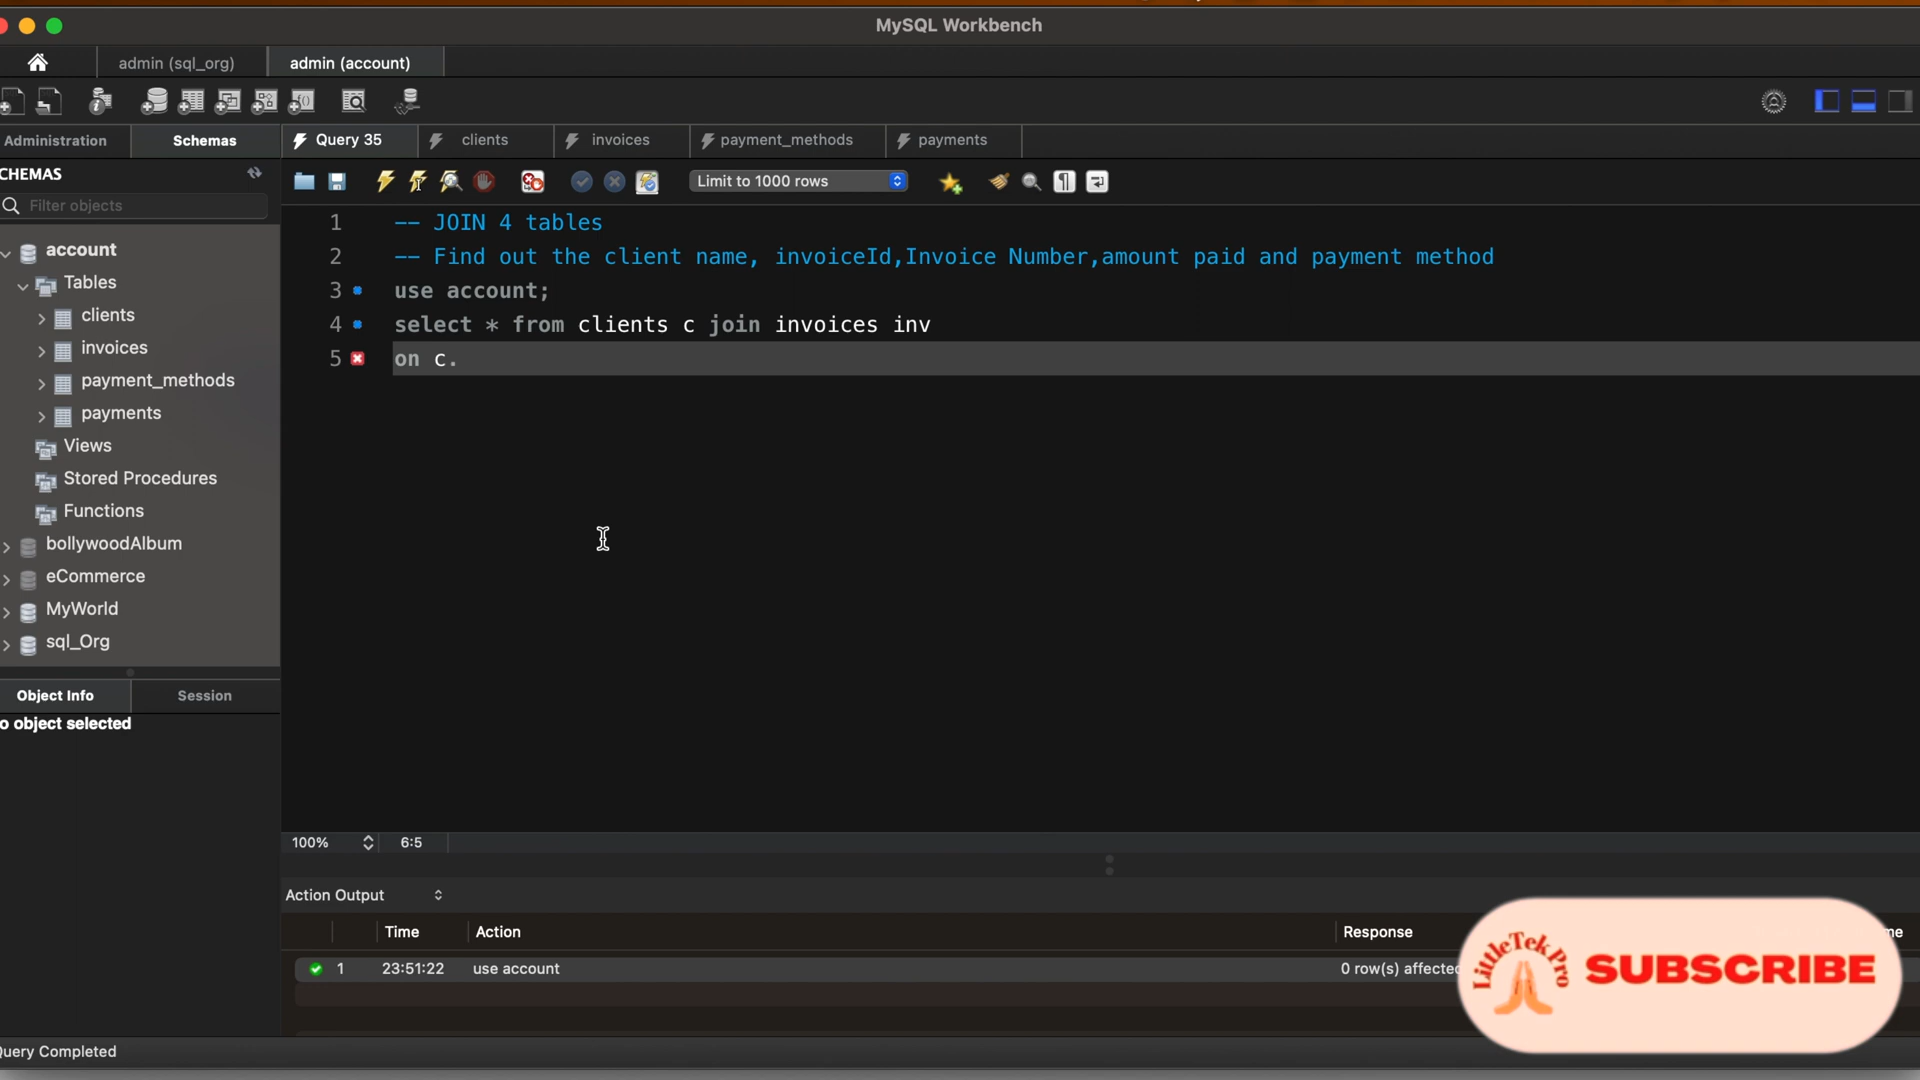 MySQL Workbench
admin (sql_org) admin (account)
Administration Schemas Query 35 clients invoices payment_methods payments
CHEMAS
Limit to 1000 rows
Filter objects
1 -- JOIN 4 tables
2 -- Find out the client name, invoiceId,Invoice Number,amount paid and payment method
3 use account;
4 select * from clients c join invoices inv
5 on c.
account
Tables
clients
invoices
payment_methods
payments
Views
Stored Procedures
Functions
bollywoodAlbum
eCommerce
MyWorld
sql_Org
Object Info Session
o object selected
100% 6:5
Action Output
Time Action Response me
1 23:51:22 use account 0 row(s) affected
LittleTekPro SUBSCRIBE
Query Completed